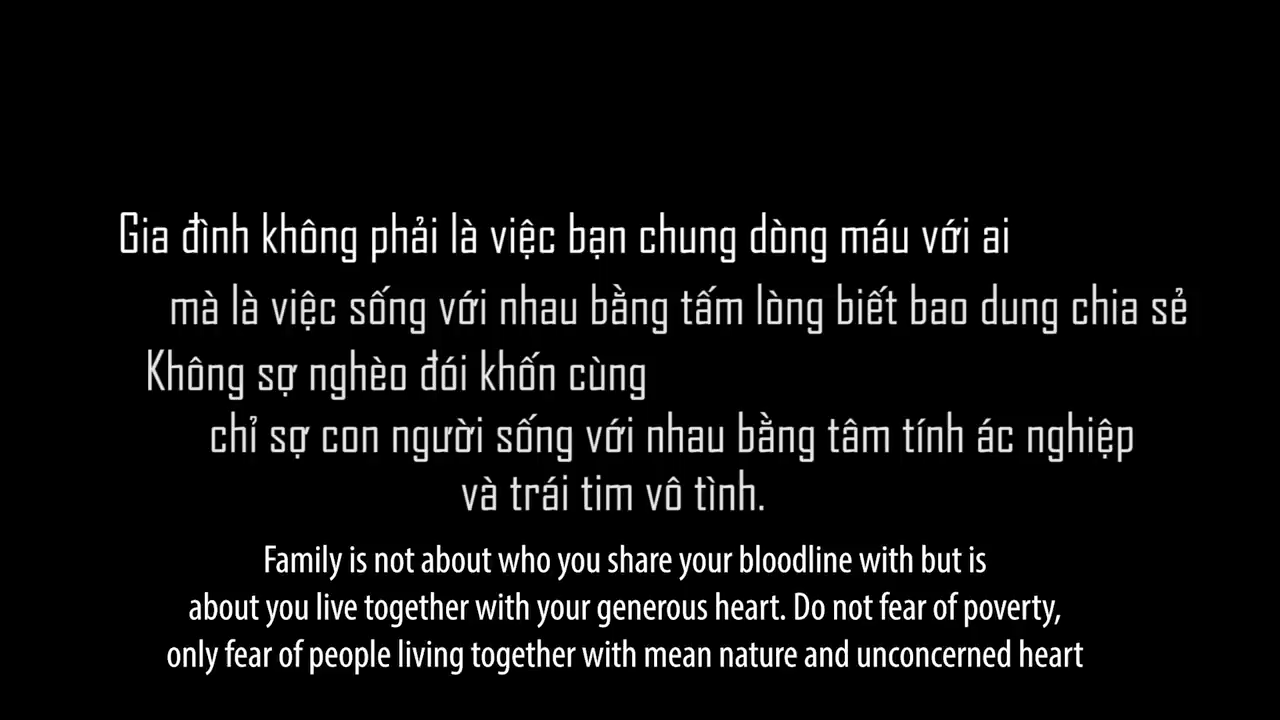 Gia đình không phải là việc bạn chung dòng máu với ai
mà là việc sống với nhau bằng tấm lòng biết bao dung chia sẻ
Không sợ nghèo đói khốn cùng
chỉ sợ con người sống với nhau bằng tâm tính ác nghiệp
và trái tim vô tình.
Family is not about who you share your bloodline with but is
about you live together with your generous heart. Do not fear of poverty,
only fear of people living together with mean nature and unconcerned heart